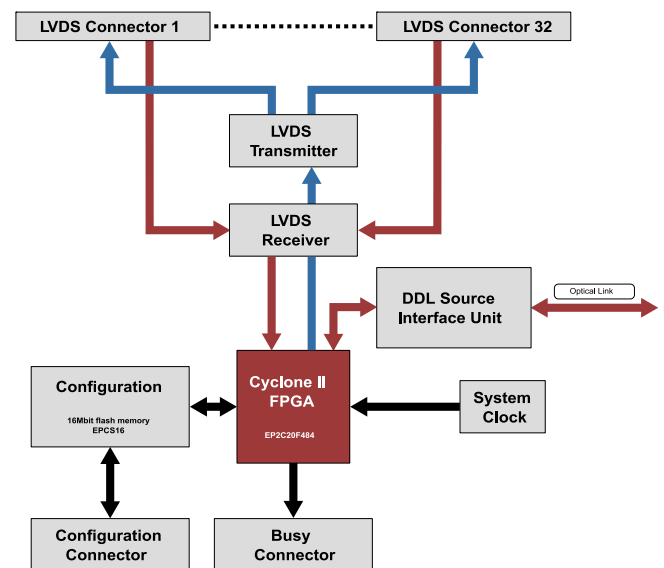 LVDS Connector 1
LVDS Connector 32
LVDS
Transmitter
LVDS
Receiver
DDL Source
Interface Unit
Optical Link
Cyclone II
FPGA
EP2C20F484
Configuration
16Mbit flash memory
EPCS16
System
Clock
Configuration
Connector
Busy
Connector